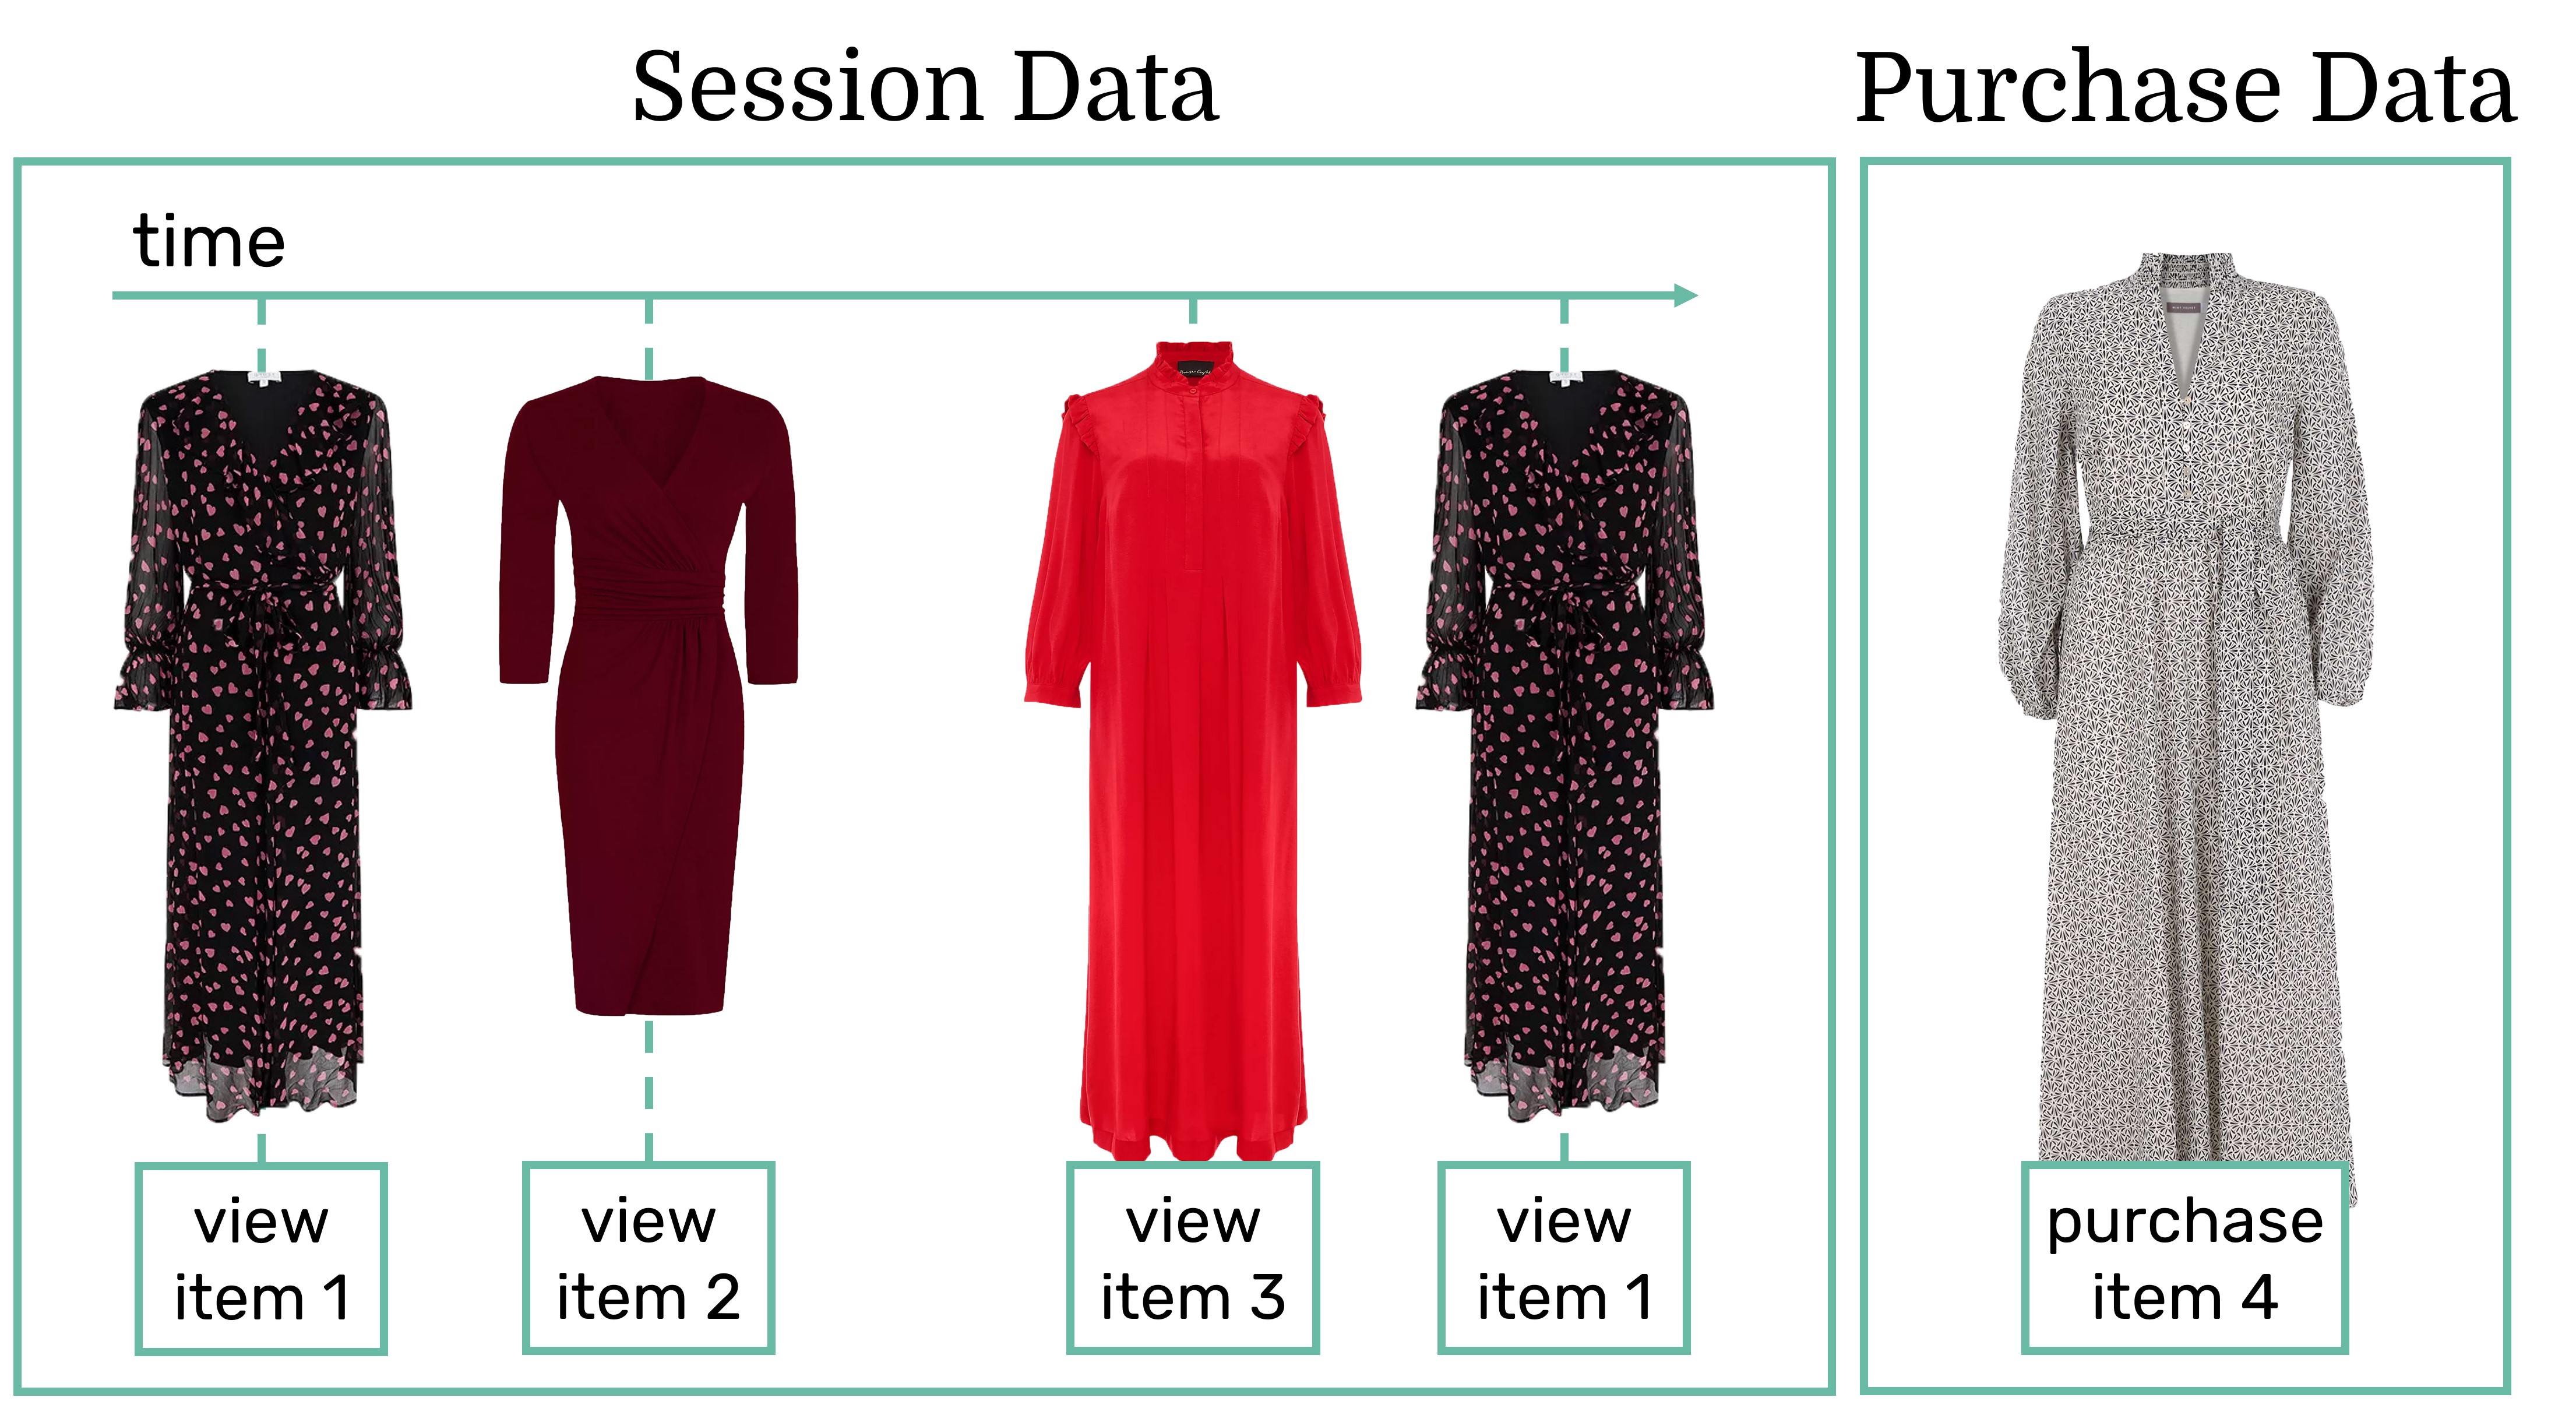 Session Data
Purchase Data
time
view
item 1
view
item 2
view
item 3
view
item 1
purchase
item 4